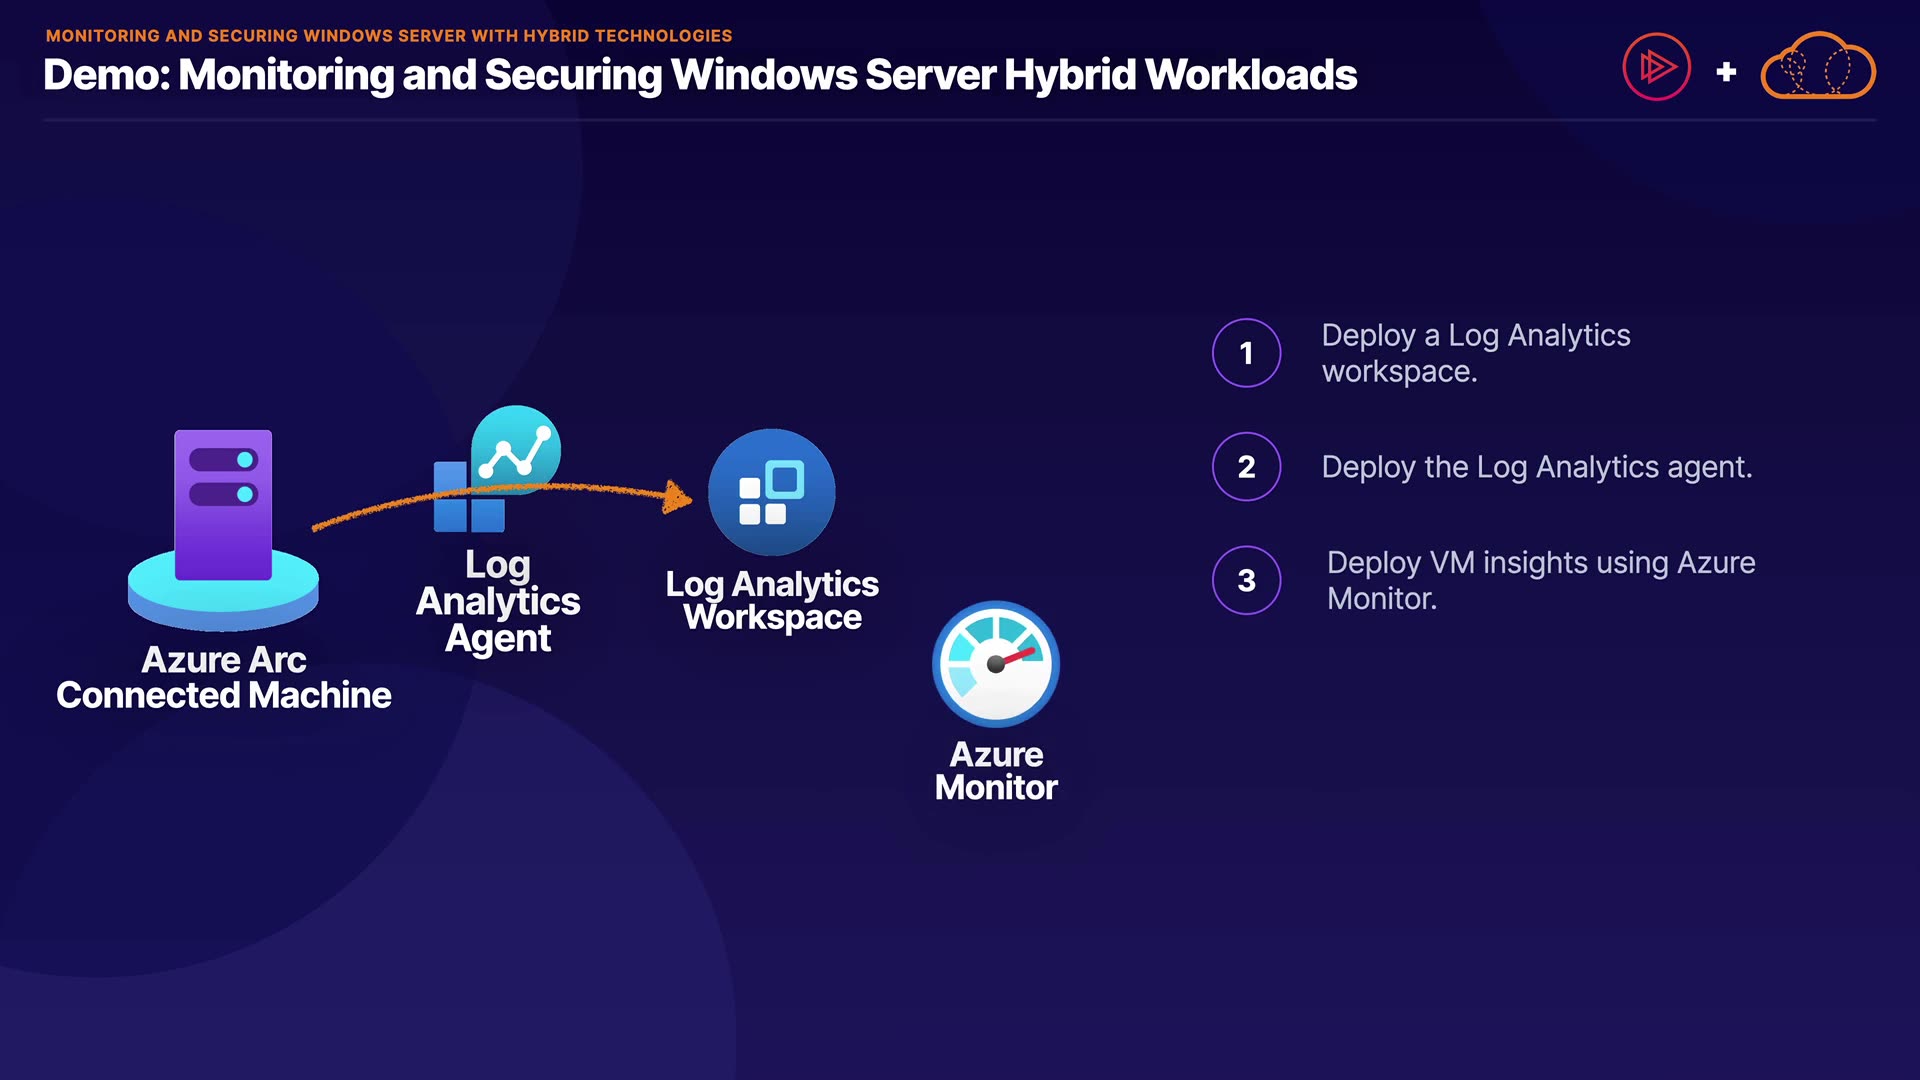 MONITORING AND SECURING WINDOWS SERVER WITH HYBRID TECHNOLOGIES
Demo: Monitoring and Securing Windows Server Hybrid Workloads
+
Azure Arc
Connected Machine
Log
Analytics
Agent
Log Analytics
Workspace
Azure
Monitor
1
Deploy a Log Analytics
workspace.
2
Deploy the Log Analytics agent.
3
Deploy VM insights using Azure
Monitor.